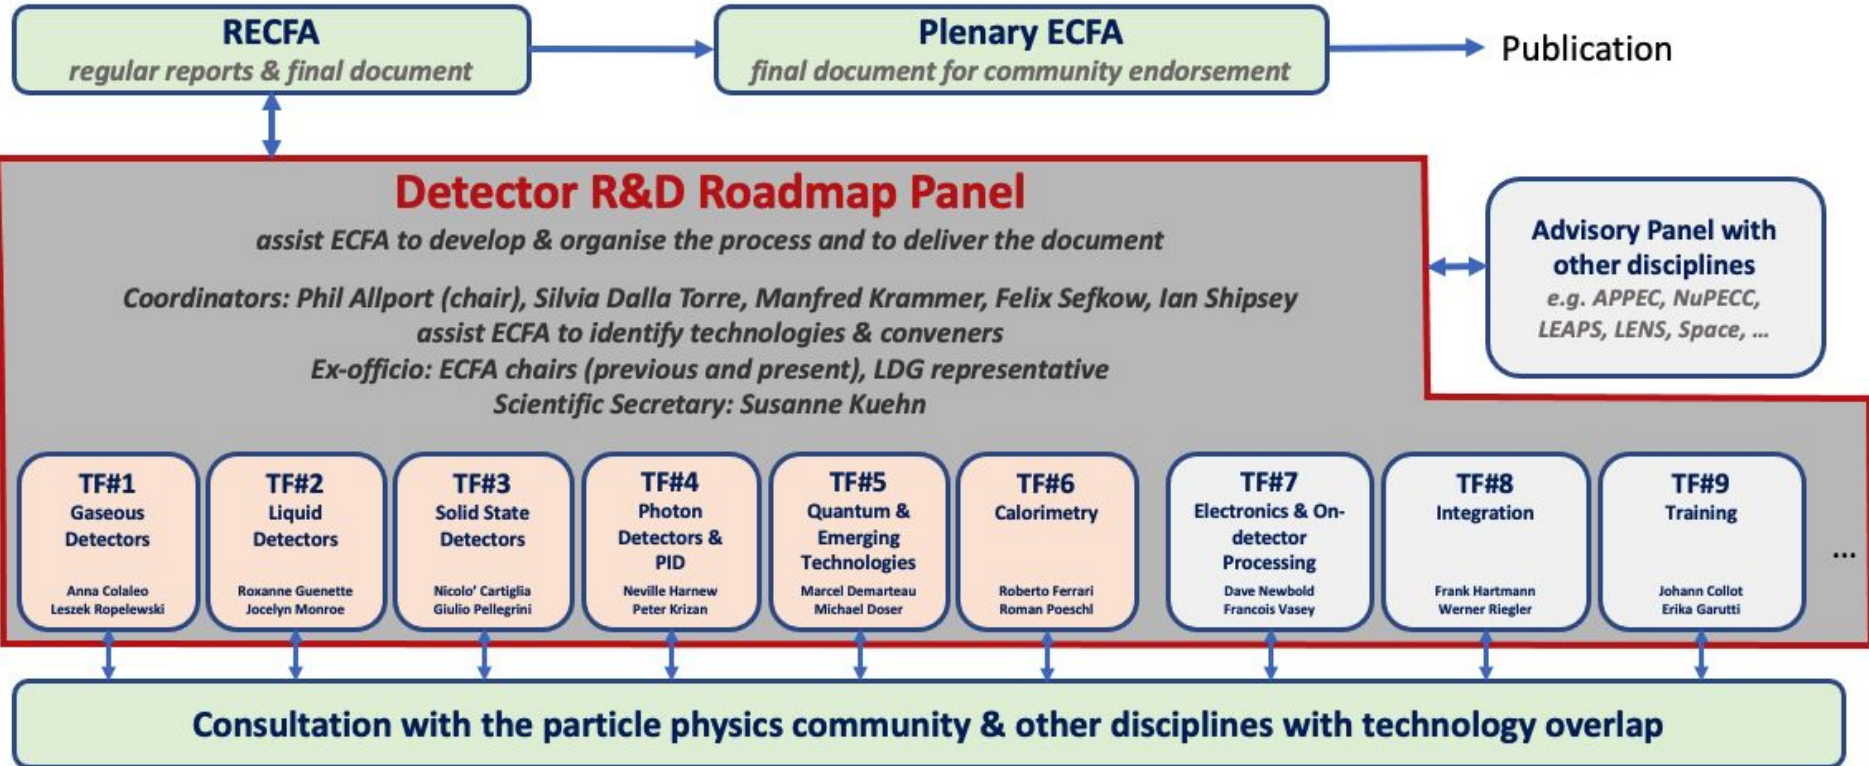 RECFA
regular reports & final document
Plenary ECFA
final document for community endorsement
Publication
Detector R&D Roadmap Panel
assist ECFA to develop & organise the process and to deliver the document
Coordinators: Phil Allport (chair), Silvia Dalla Torre, Manfred Krammer, Felix Sefkow, Ian Shipsey
assist ECFA to identify technologies & conveners
Ex-officio: ECFA chairs (previous and present), LDG representative
Scientific Secretary: Susanne Kuehn
Advisory Panel with
other disciplines
e.g. APPEC, NuPECC,
LEAPS, LENS, Space, ...
TF#1
Gaseous
Detectors
Anna Colaleo
Leszek Ropelewski
TF#2
Liquid
Detectors
Roxanne Guenette
Jocelyn Monroe
TF#3
Solid State
Detectors
Nicolo’ Cartiglia
Giulio Pellegrini
TF#4
Photon
Detectors &
PID
Neville Harnew
Peter Krizan
TF#5
Quantum &
Emerging
Technologies
Marcel Demarteau
Michael Doser
TF#6
Calorimetry
Roberto Ferrari
Roman Poeschl
TF#7
Electronics & On-
detector
Processing
Dave Newbold
Francois Vasey
TF#8
Integration
Frank Hartmann
Werner Riegler
TF#9
Training
Johann Collot
Erika Garutti
...
Consultation with the particle physics community & other disciplines with technology overlap